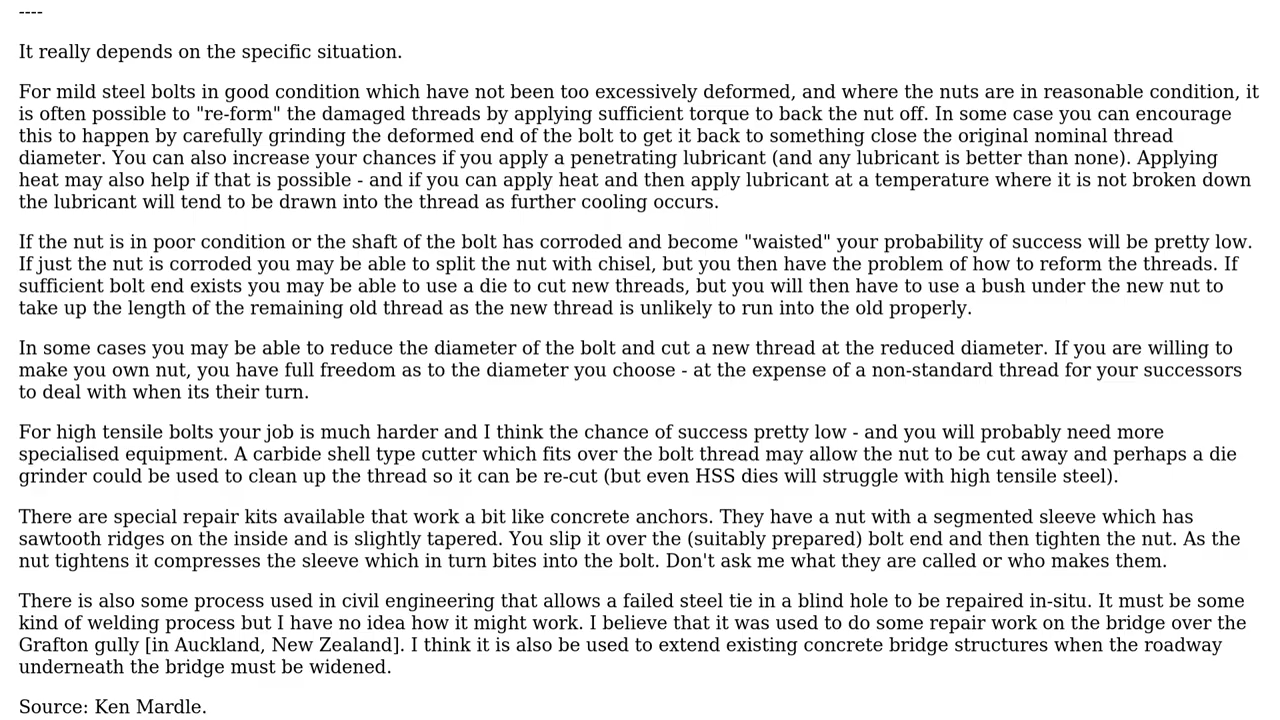 ----
It really depends on the specific situation.
For mild steel bolts in good condition which have not been too excessively deformed, and where the nuts are in reasonable condition, it
is often possible to "re-form" the damaged threads by applying sufficient torque to back the nut off. In some case you can encourage
this to happen by carefully grinding the deformed end of the bolt to get it back to something close the original nominal thread
diameter. You can also increase your chances if you apply a penetrating lubricant (and any lubricant is better than none). Applying
heat may also help if that is possible - and if you can apply heat and then apply lubricant at a temperature where it is not broken down
the lubricant will tend to be drawn into the thread as further cooling occurs.
If the nut is in poor condition or the shaft of the bolt has corroded and become "waisted" your probability of success will be pretty low.
If just the nut is corroded you may be able to split the nut with chisel, but you then have the problem of how to reform the threads. If
sufficient bolt end exists you may be able to use a die to cut new threads, but you will then have to use a bush under the new nut to
take up the length of the remaining old thread as the new thread is unlikely to run into the old properly.
In some cases you may be able to reduce the diameter of the bolt and cut a new thread at the reduced diameter. If you are willing to
make you own nut, you have full freedom as to the diameter you choose - at the expense of a non-standard thread for your successors
to deal with when its their turn.
For high tensile bolts your job is much harder and I think the chance of success pretty low - and you will probably need more
specialised equipment. A carbide shell type cutter which fits over the bolt thread may allow the nut to be cut away and perhaps a die
grinder could be used to clean up the thread so it can be re-cut (but even HSS dies will struggle with high tensile steel).
There are special repair kits available that work a bit like concrete anchors. They have a nut with a segmented sleeve which has
sawtooth ridges on the inside and is slightly tapered. You slip it over the (suitably prepared) bolt end and then tighten the nut. As the
nut tightens it compresses the sleeve which in turn bites into the bolt. Don't ask me what they are called or who makes them.
There is also some process used in civil engineering that allows a failed steel tie in a blind hole to be repaired in-situ. It must be some
kind of welding process but I have no idea how it might work. I believe that it was used to do some repair work on the bridge over the
Grafton gully [in Auckland, New Zealand]. I think it is also be used to extend existing concrete bridge structures when the roadway
underneath the bridge must be widened.
Source: Ken Mardle.